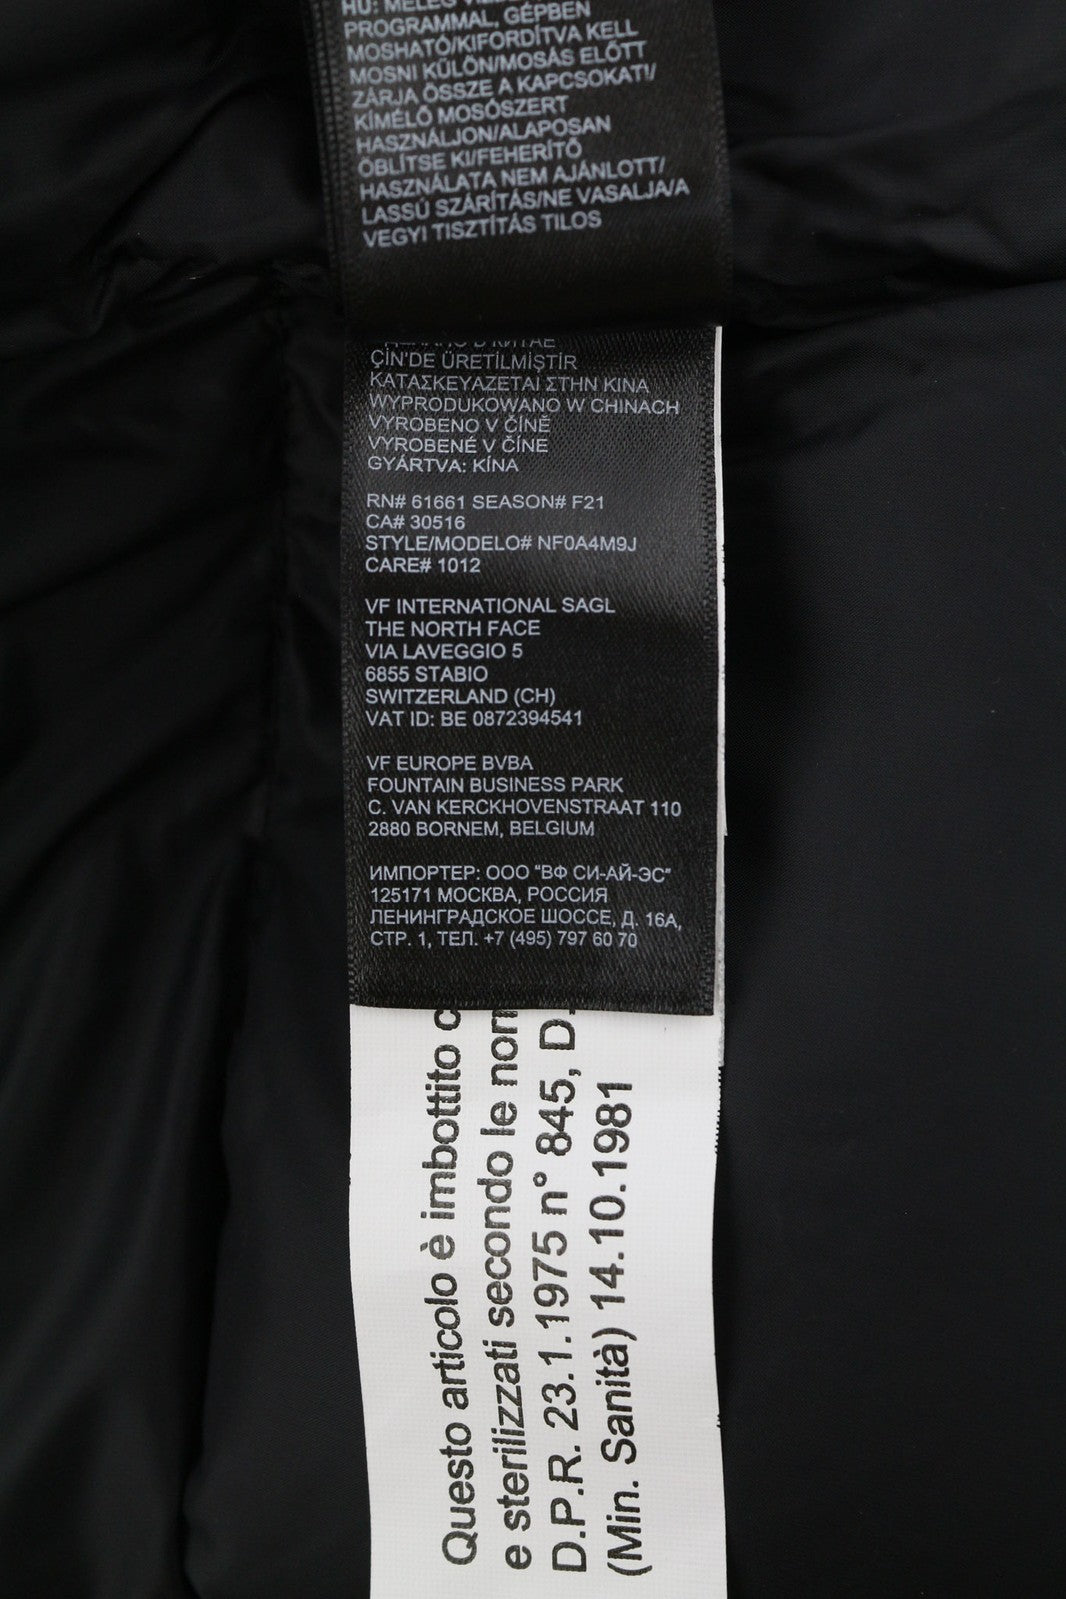 HU: MELEG
PROGRAMMAL, GÉPBEN
MOSHATÓ/KIFORDÍTVA KELL
MOSNI KÜLÖN/MOSÁS ELŐTT
ZÁRJA ÖSSZE A KAPCSOKAT/
KÍMÉLŐ MOSÓSZERT
HASZNÁLJON/ALAPOSAN
ÖBLÍTSE KI/FEHERÍTŐ
HASZNÁLATA NEM AJÁNLOTT/
LASSÚ SZÁRÍTÁS/NE VASALJA/A
VEGYI TISZTÍTÁS TILOS
В КИТАЕ
ÇİN'DE ÜRETİLMİŞTİR
ΚΑΤΑΣΚΕΥΑΖΕΤΑΙ ΣΤΗΝ ΚΙΝΑ
WYPRODUKOWANO W CHINACH
VYROBENO V ČÍNĚ
VYROBENÉ V ČÍNE
GYÁRTVA: KÍNA
RN# 61661 SEASON# F21
CA# 30516
STYLE/MODELO# NF0A4M9J
CARE# 1012
VF INTERNATIONAL SAGL
THE NORTH FACE
VIA LAVEGGIO 5
6855 STABIO
SWITZERLAND (CH)
VAT ID: BE 0872394541
VF EUROPE BVBA
FOUNTAIN BUSINESS PARK
C. VAN KERCKHOVENSTRAAT 110
2880 BORNEM, BELGIUM
ИМПОРТЕР: ООО "ВФ СИ-АЙ-ЭС"
125171 МОСКВА, РОССИЯ
ЛЕНИНГРАДСКОЕ ШОССЕ, Д. 16А,
СТР. 1, ТЕЛ. +7 (495) 797 60 70
Questo articolo è imbottito c
e sterilizzati secondo le nor
D.P.R. 23.1.1975 n° 845, D.
(Min. Sanità) 14.10.1981